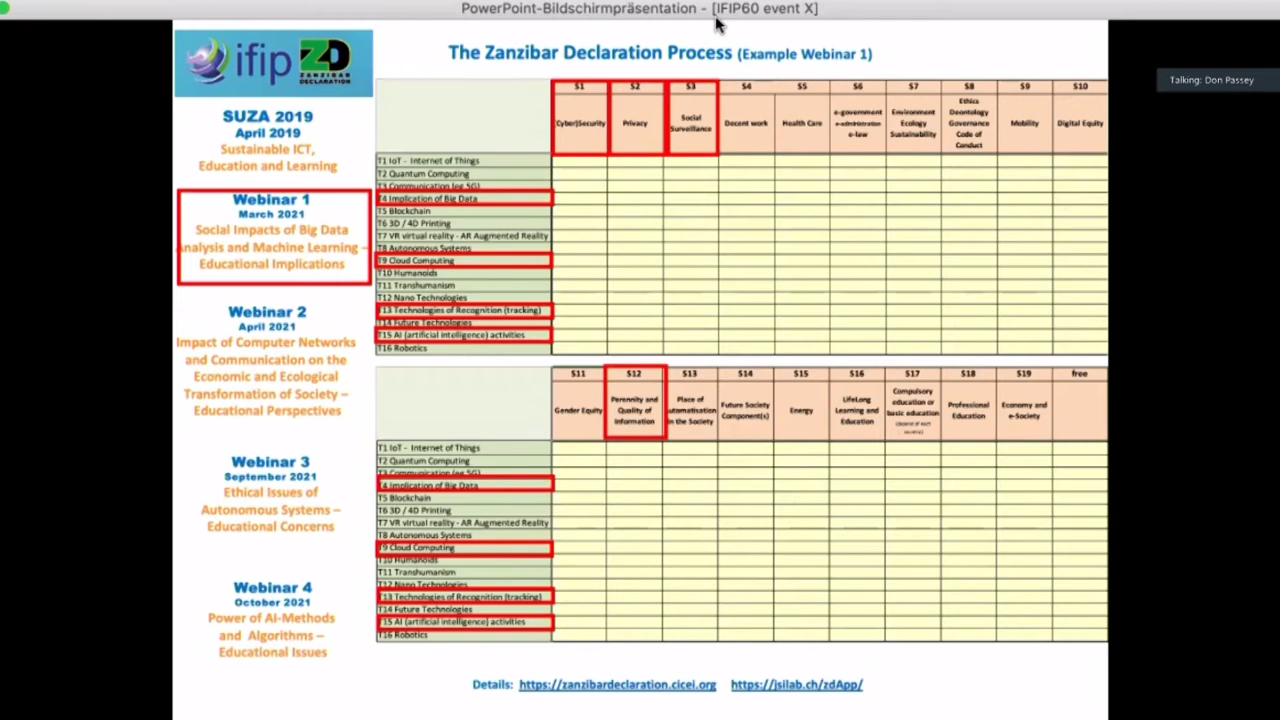 PowerPoint-Bildschirmpräsentation - [IFIP60 event X]
Talking: Don Passey
ifip ZD
ZANZIBAR
DECLARATION
The Zanzibar Declaration Process (Example Webinar 1)
SUZA 2019
April 2019
Sustainable ICT,
Education and Learning
Webinar 1
March 2021
Social Impacts of Big Data
Analysis and Machine Learning –
Educational Implications
Webinar 2
April 2021
Impact of Computer Networks
and Communication on the
Economic and Ecological
Transformation of Society –
Educational Perspectives
Webinar 3
September 2021
Ethical Issues of
Autonomous Systems –
Educational Concerns
Webinar 4
October 2021
Power of AI-Methods
and Algorithms –
Educational Issues
S1 S2 S3 S4 S5 S6 S7 S8 S9 S10
Cyber|Security
Privacy
Social
Surveillance
Decent work
Health Care
e-government
e-administration
e-law
Environment
Ecology
Sustainability
Ethics
Deontology
Governance
Code of
Conduct
Mobility
Digital Equity
T1 IoT - Internet of Things
T2 Quantum Computing
T3 Communication (eg 5G)
T4 Implication of Big Data
T5 Blockchain
T6 3D / 4D Printing
T7 VR virtual reality - AR Augmented Reality
T8 Autonomous Systems
T9 Cloud Computing
T10 Humanoids
T11 Transhumanism
T12 Nano Technologies
T13 Technologies of Recognition (tracking)
T14 Future Technologies
T15 AI (artificial intelligence) activities
T16 Robotics
S11 S12 S13 S14 S15 S16 S17 S18 S19 free
Gender Equity
Perennity and
Quality of
Information
Place of
utomatisation
in the Society
Future Society
Component(s)
Energy
LifeLong
Learning and
Education
Compulsory
education or
basic education
Professional
Education
Economy and
e-Society
T1 IoT - Internet of Things
T2 Quantum Computing
T3 Communication (eg 5G)
T4 Implication of Big Data
T5 Blockchain
T6 3D / 4D Printing
T7 VR virtual reality - AR Augmented Reality
T8 Autonomous Systems
T9 Cloud Computing
T10 Humanoids
T11 Transhumanism
T12 Nano Technologies
T13 Technologies of Recognition (tracking)
T14 Future Technologies
T15 AI (artificial intelligence) activities
T16 Robotics
Details: https://zanzibardeclaration.cicei.org https://jsilab.ch/zdApp/